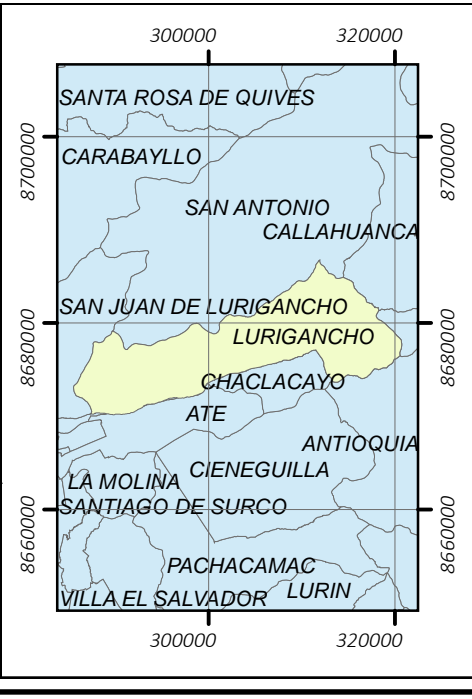 300000 320000
SANTA ROSA DE QUIVES
8700000 8700000
CARABAYLLO
SAN ANTONIO
CALLAHUANCA
SAN JUAN DE LURIGANCHO
8680000 8680000
LURIGANCHO
CHACLACAYO
ATE
ANTIOQUIA
CIENEGUILLA
LA MOLINA
SANTIAGO DE SURCO
8660000 8660000
PACHACAMAC
LURIN
VILLA EL SALVADOR
300000 320000